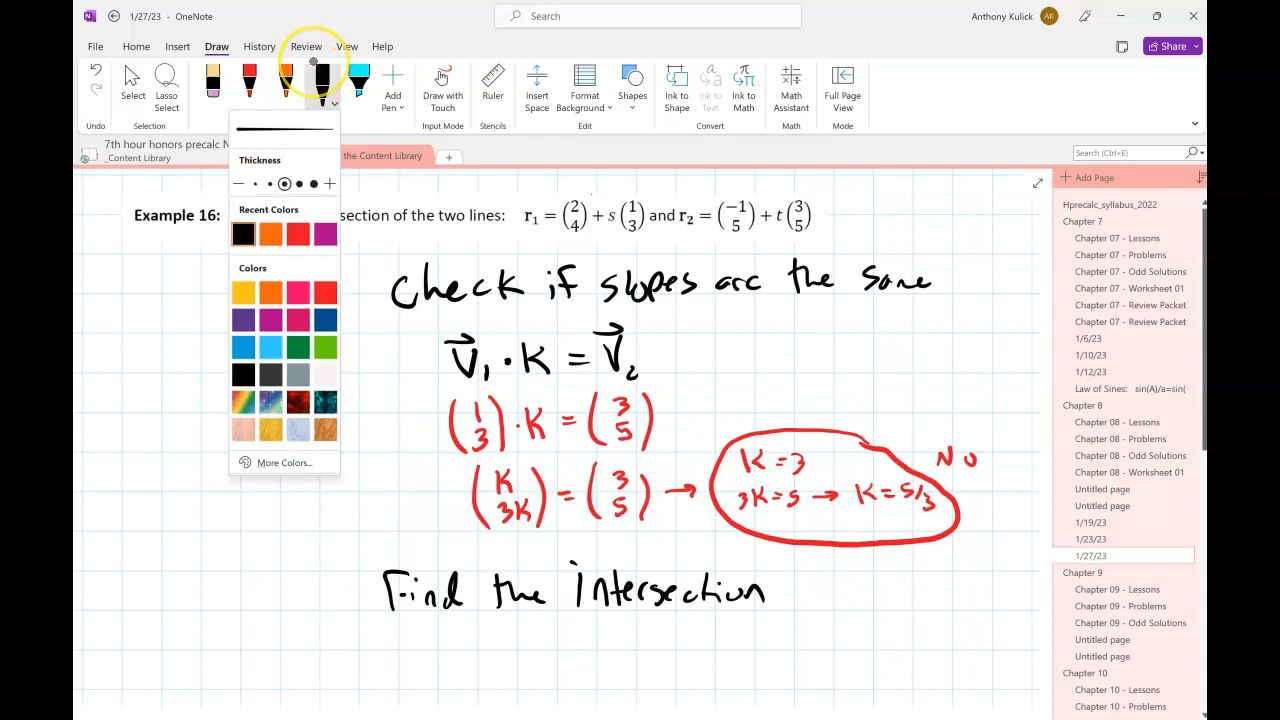 1/27/23 - OneNote
Search
Anthony Kulick
AK
File Home Insert Draw History Review View Help
Share
Undo
Select
Lasso Select
Add Pen
Draw with Touch
Ruler
Insert Space
Format Background
Shapes
Ink to Shape
Ink to Text
Ink to Math
Math Assistant
Full Page View
Undo Selection Input Mode Stencils Edit Convert Math Mode
7th hour honors precalc N
_Content Library
the Content Library
Search (Ctrl+E)
Thickness
Recent Colors
Colors
More Colors...
Example 16: section of the two lines: r₁ = (2 4) + s (1 3) and r₂ = (−1 5) + t (3 5)
check if slopes are the same
V₁ · K = V₂
(1 3) · K = (3 5)
(K 3K) = (3 5) →
K = 3
3K = 5 → K = 5/3
NO
Find the intersection
Add Page
Hprecalc_syllabus_2022
Chapter 7
Chapter 07 - Lessons
Chapter 07 - Problems
Chapter 07 - Odd Solutions
Chapter 07 - Worksheet 01
Chapter 07 - Review Packet
Chapter 07 - Review Packet
1/6/23
1/10/23
1/12/23
Law of Sines: sin(A)/a=sin(
Chapter 8
Chapter 08 - Lessons
Chapter 08 - Problems
Chapter 08 - Odd Solutions
Chapter 08 - Worksheet 01
Untitled page
Untitled page
1/19/23
1/23/23
1/27/23
Chapter 9
Chapter 09 - Lessons
Chapter 09 - Problems
Chapter 09 - Odd Solutions
Untitled page
Untitled page
Chapter 10
Chapter 10 - Lessons
Chapter 10 - Problems